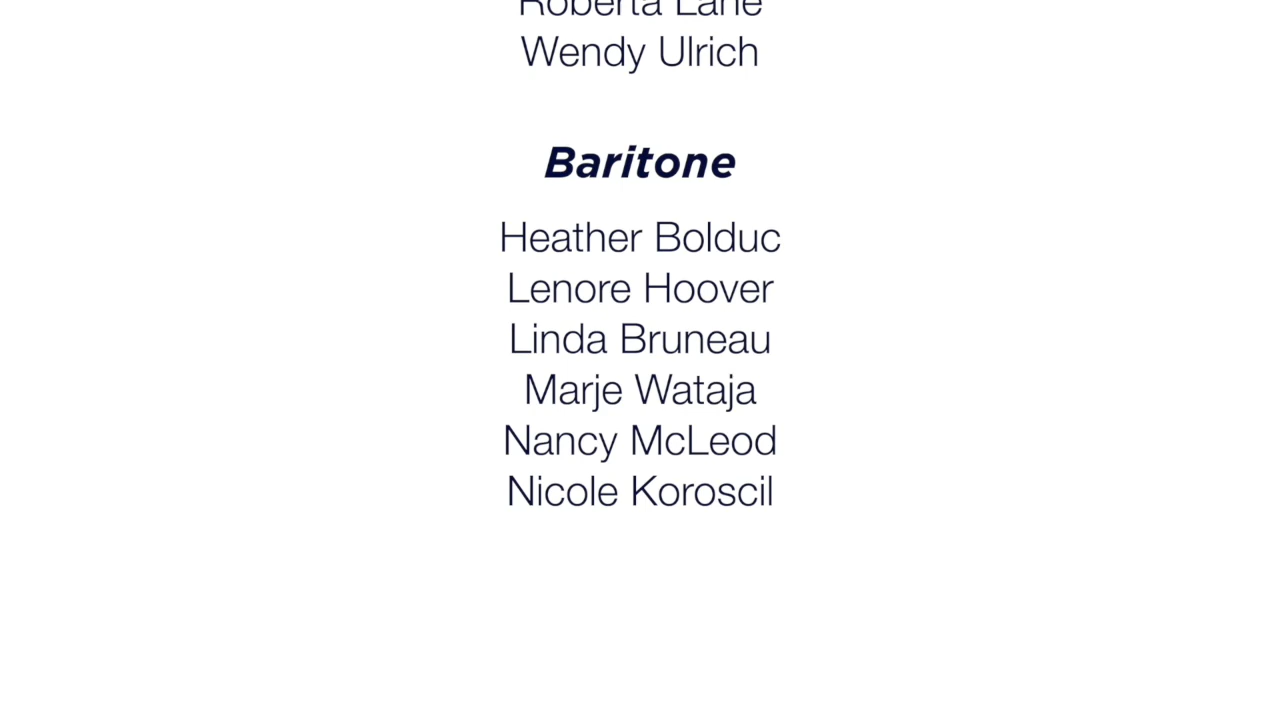 Roberta Lane
Wendy Ulrich
Baritone
Heather Bolduc
Lenore Hoover
Linda Bruneau
Marje Wataja
Nancy McLeod
Nicole Koroscil